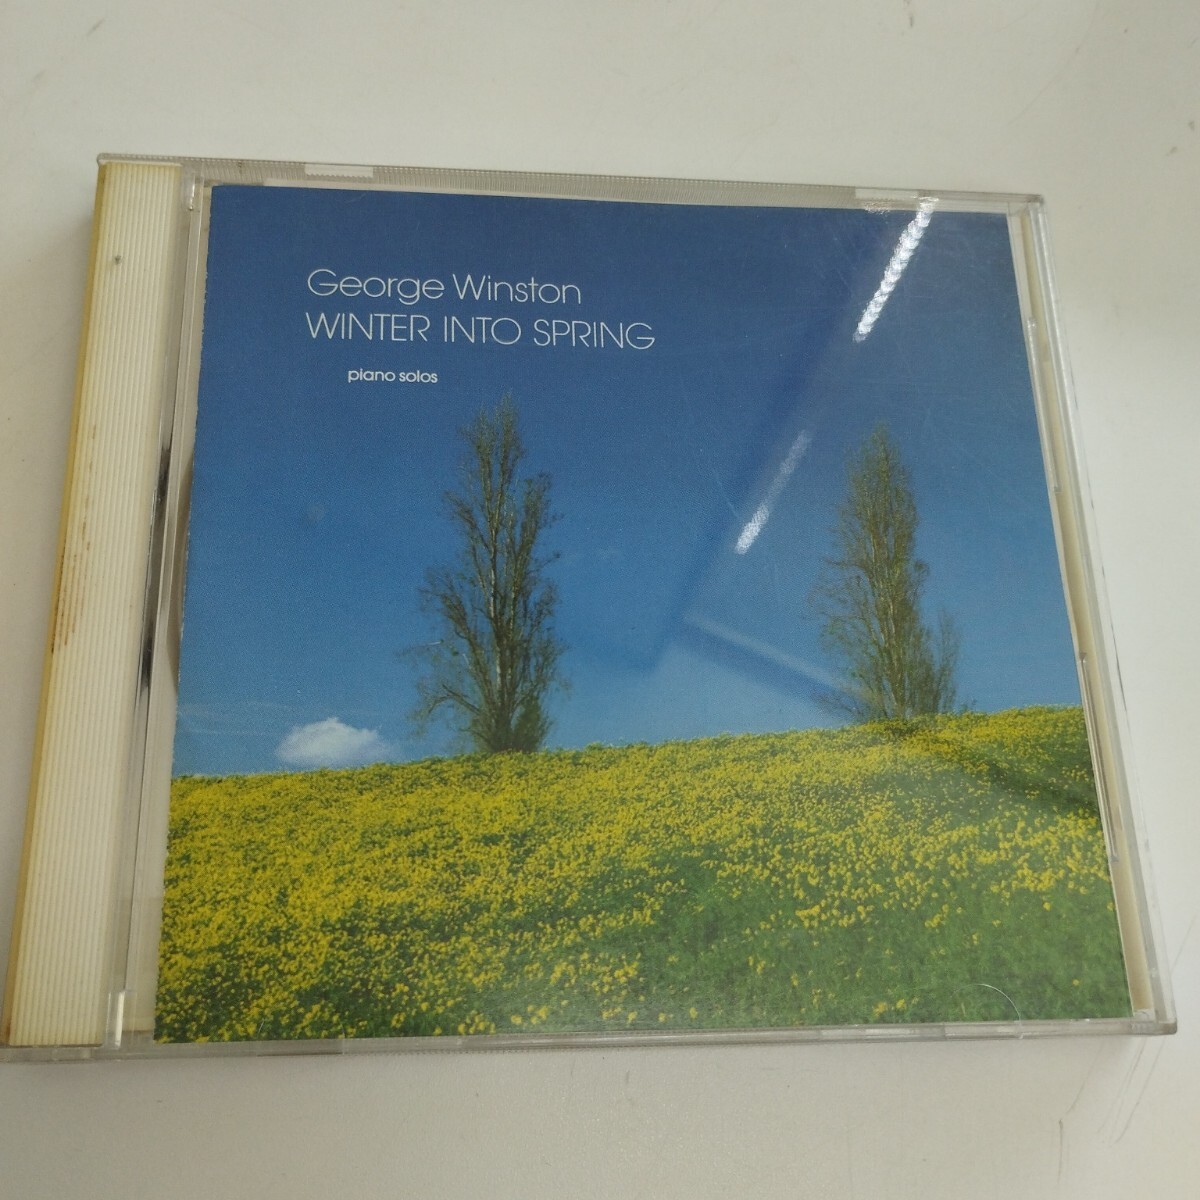 George Winston
WINTER INTO SPRING
piano solos